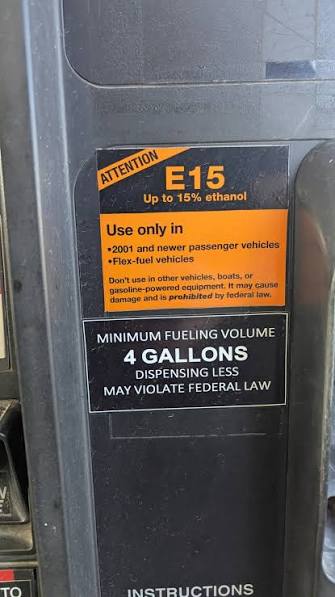 ATTENTION
E15
Up to 15% ethanol
Use only in
•2001 and newer passenger vehicles
•Flex-fuel vehicles
Don't use in other vehicles, boats, or
gasoline-powered equipment. It may cause
damage and is prohibited by federal law.
MINIMUM FUELING VOLUME
4 GALLONS
DISPENSING LESS
MAY VIOLATE FEDERAL LAW
INSTRUCTIONS
TO